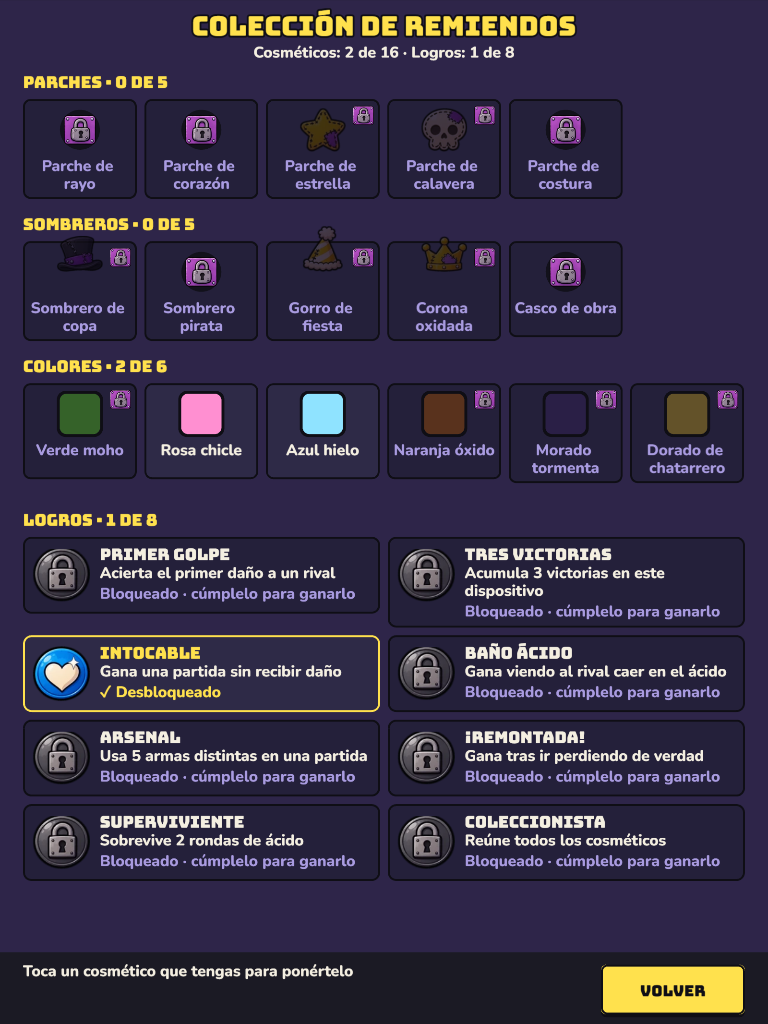 COLECCIÓN DE REMIENDOS
Cosméticos: 2 de 16 · Logros: 1 de 8
PARCHES · 0 DE 5
Parche de rayo
Parche de corazón
Parche de estrella
Parche de calavera
Parche de costura
SOMBREROS · 0 DE 5
Sombrero de copa
Sombrero pirata
Gorro de fiesta
Corona oxidada
Casco de obra
COLORES · 2 DE 6
Verde moho
Rosa chicle
Azul hielo
Naranja óxido
Morado tormenta
Dorado de chatarrero
LOGROS · 1 DE 8
PRIMER GOLPE
Acierta el primer daño a un rival
Bloqueado · cúmplelo para ganarlo
TRES VICTORIAS
Acumula 3 victorias en este
dispositivo
Bloqueado · cúmplelo para ganarlo
INTOCABLE
Gana una partida sin recibir daño
✓ Desbloqueado
BAÑO ÁCIDO
Gana viendo al rival caer en el ácido
Bloqueado · cúmplelo para ganarlo
ARSENAL
Usa 5 armas distintas en una partida
Bloqueado · cúmplelo para ganarlo
¡REMONTADA!
Gana tras ir perdiendo de verdad
Bloqueado · cúmplelo para ganarlo
SUPERVIVIENTE
Sobrevive 2 rondas de ácido
Bloqueado · cúmplelo para ganarlo
COLECCIONISTA
Reúne todos los cosméticos
Bloqueado · cúmplelo para ganarlo
Toca un cosmético que tengas para ponértelo
VOLVER